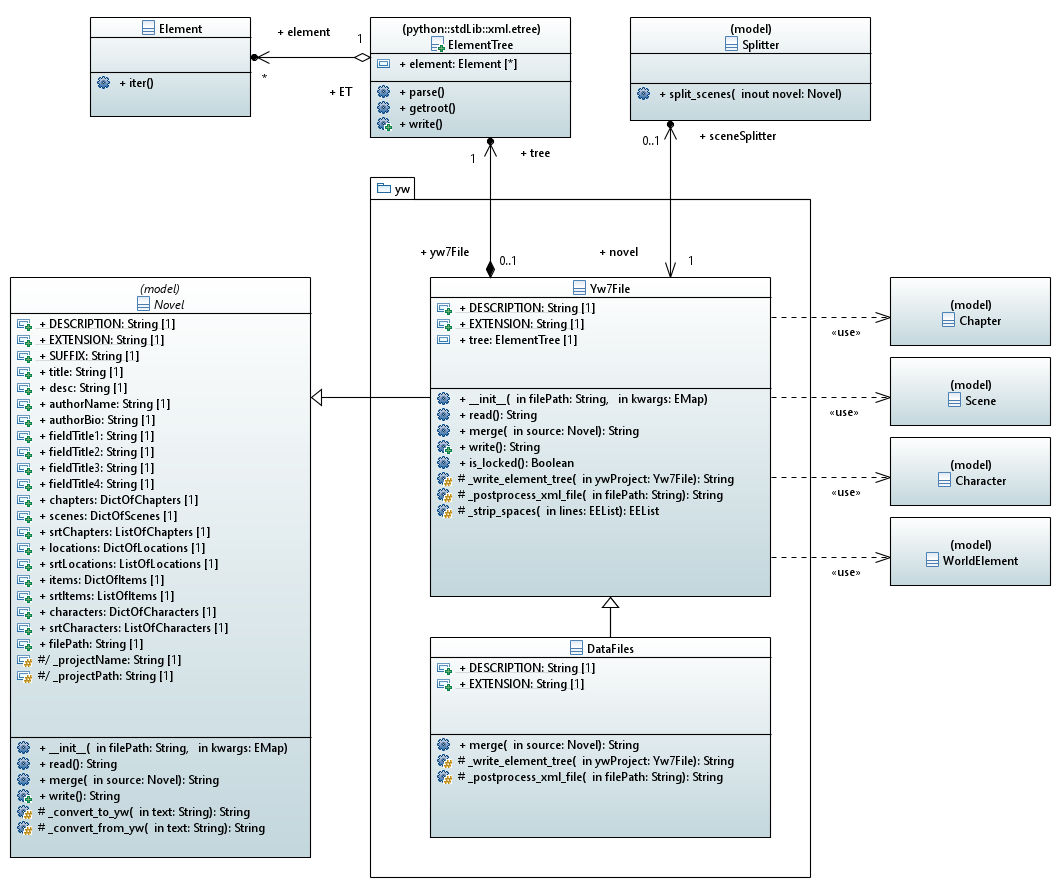 Element
+ iter()
+ element
1
*
+ ET
(python::stdLib::xml.etree)
ElementTree
+ element: Element [*]
+ parse()
+ getroot()
+ write()
(model)
Splitter
+ split_scenes( inout novel: Novel)
1
+ tree
0..1
+ sceneSplitter
yw
+ yw7File
0..1
+ novel
1
(model)
Novel
+ DESCRIPTION: String [1]
+ EXTENSION: String [1]
+ SUFFIX: String [1]
+ title: String [1]
+ desc: String [1]
+ authorName: String [1]
+ authorBio: String [1]
+ fieldTitle1: String [1]
+ fieldTitle2: String [1]
+ fieldTitle3: String [1]
+ fieldTitle4: String [1]
+ chapters: DictOfChapters [1]
+ scenes: DictOfScenes [1]
+ srtChapters: ListOfChapters [1]
+ locations: DictOfLocations [1]
+ srtLocations: ListOfLocations [1]
+ items: DictOfItems [1]
+ srtItems: ListOfItems [1]
+ characters: DictOfCharacters [1]
+ srtCharacters: ListOfCharacters [1]
+ filePath: String [1]
#/ _projectName: String [1]
#/ _projectPath: String [1]
+ __init__( in filePath: String, in kwargs: EMap)
+ read(): String
+ merge( in source: Novel): String
+ write(): String
# _convert_to_yw( in text: String): String
# _convert_from_yw( in text: String): String
Yw7File
+ DESCRIPTION: String [1]
+ EXTENSION: String [1]
+ tree: ElementTree [1]
+ __init__( in filePath: String, in kwargs: EMap)
+ read(): String
+ merge( in source: Novel): String
+ write(): String
+ is_locked(): Boolean
# _write_element_tree( in ywProject: Yw7File): String
# _postprocess_xml_file( in filePath: String): String
# _strip_spaces( in lines: EEList): EEList
DataFiles
+ DESCRIPTION: String [1]
+ EXTENSION: String [1]
+ merge( in source: Novel): String
# _write_element_tree( in ywProject: Yw7File): String
# _postprocess_xml_file( in filePath: String): String
«use»
(model)
Chapter
«use»
(model)
Scene
«use»
(model)
Character
«use»
(model)
WorldElement